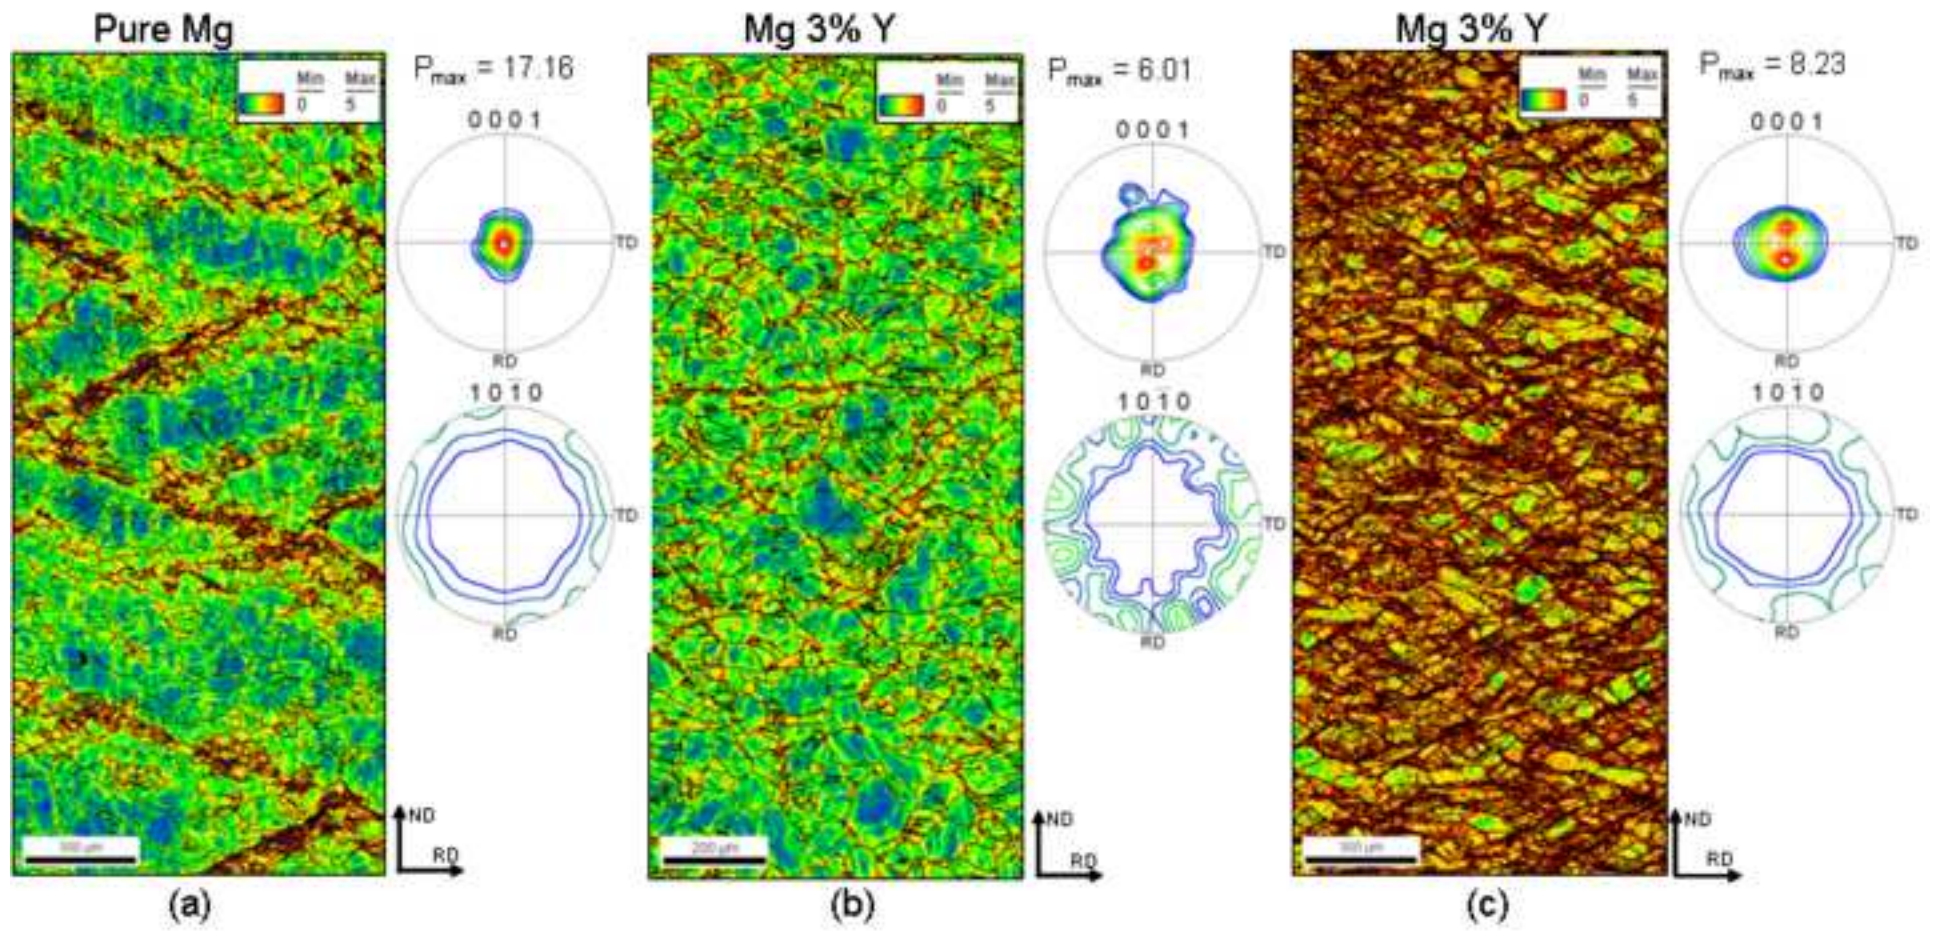 Pure Mg
Min Max
0 5
P max = 17.16
0 0 0 1
TD
RD
1 0 1̅ 0
TD
RD
ND
RD
(a)
Mg 3% Y
Min Max
0 5
P max = 6.01
0 0 0 1
TD
RD
1 0 1̅ 0
TD
RD
200 µm
ND
RD
(b)
Mg 3% Y
Min Max
0 5
P max = 8.23
0 0 0 1
TD
RD
1 0 1̅ 0
TD
RD
ND
RD
(c)